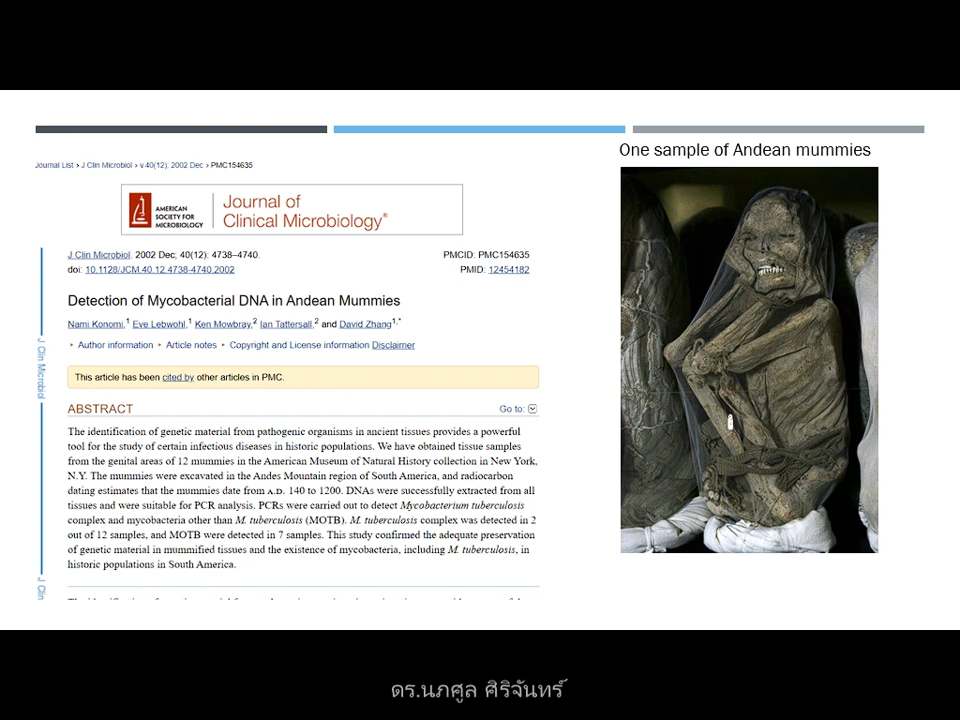 One sample of Andean mummies
Journal List › J Clin Microbiol › v.40(12); 2002 Dec › PMC154635
AMERICAN
SOCIETY FOR
MICROBIOLOGY
Journal of
Clinical Microbiology®
J Clin Microbiol. 2002 Dec; 40(12): 4738–4740.
PMCID: PMC154635
doi: 10.1128/JCM.40.12.4738-4740.2002
PMID: 12454182
Detection of Mycobacterial DNA in Andean Mummies
Nami Konomi,1 Eve Lebwohl,1 Ken Mowbray,2 Ian Tattersall,2 and David Zhang1,*
▸ Author information ▸ Article notes ▸ Copyright and License information Disclaimer
This article has been cited by other articles in PMC.
ABSTRACT
Go to:
The identification of genetic material from pathogenic organisms in ancient tissues provides a powerful
tool for the study of certain infectious diseases in historic populations. We have obtained tissue samples
from the genital areas of 12 mummies in the American Museum of Natural History collection in New York,
N.Y. The mummies were excavated in the Andes Mountain region of South America, and radiocarbon
dating estimates that the mummies date from A.D. 140 to 1200. DNAs were successfully extracted from all
tissues and were suitable for PCR analysis. PCRs were carried out to detect Mycobacterium tuberculosis
complex and mycobacteria other than M. tuberculosis (MOTB). M. tuberculosis complex was detected in 2
out of 12 samples, and MOTB were detected in 7 samples. This study confirmed the adequate preservation
of genetic material in mummified tissues and the existence of mycobacteria, including M. tuberculosis, in
historic populations in South America.
J Clin Microbiol
J Clin
ดร.นภศูล ศิริจันทร์